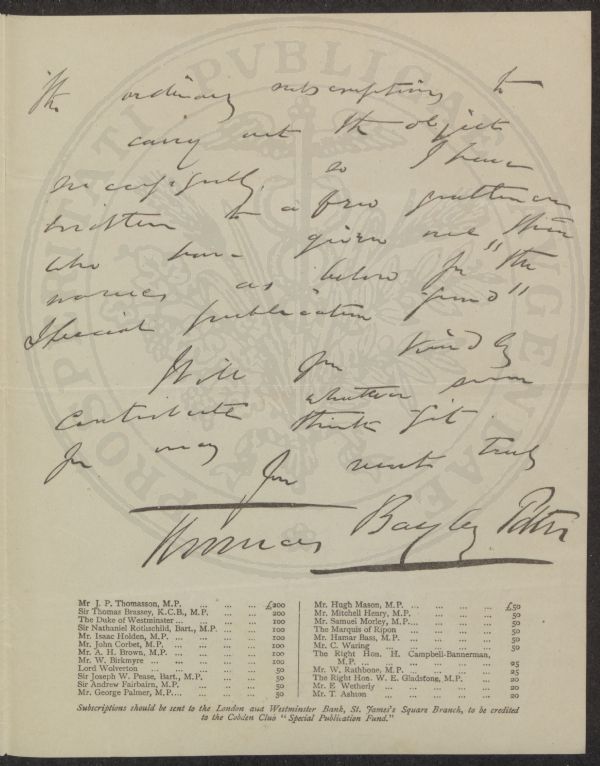 PROSPERITATI PVBLICAE AVGENDAE
The ordinary subscriptions to
carry out the objects
successfully, so I have
written to a few gentlemen
who have given me their
names as below for "the
Special publication fund"
Will you kindly
contribute whatever sum
you may think fit.
Yrs most truly
Thomas Bayley Potter
Mr J. P. Thomasson, M.P. ... ... ... £200
Sir Thomas Brassey, K.C.B., M.P. ... 200
The Duke of Westminster ... ... ... 100
Sir Nathaniel Rothschild, Bart., M.P. ... ... 100
Mr. Isaac Holden, M.P. ... ... ... 100
Mr. John Corbet, M.P. ... ... ... 100
Mr. A. H. Brown, M.P. ... ... ... 100
Mr. W. Birkmyre ... ... ... ... 100
Lord Wolverton ... ... ... ... 50
Sir Joseph W. Pease, Bart., M.P. ... ... 50
Sir Andrew Fairbairn, M.P. ... ... ... 50
Mr. George Palmer, M.P. ... ... ... 50
Mr. Hugh Mason, M.P. ... ... ... ... £50
Mr. Mitchell Henry, M.P. ... ... ... 50
Mr. Samuel Morley, M.P. ... ... ... 50
The Marquis of Ripon ... ... ... 50
Mr. Hamar Bass, M.P. ... ... ... 50
Mr. C. Waring ... ... ... ... 50
The Right Hon. H. Campbell-Bannerman,
M.P. ... ... ... ... ... 25
Mr. W. Rathbone, M.P. ... ... ... 25
The Right Hon. W. E. Gladstone, M.P. ... 20
Mr. E Wetherly ... ... ... ... 20
Mr. T. Ashton ... ... ... ... 20
Subscriptions should be sent to the London and Westminster Bank, St. James's Square Branch, to be credited
to the Cobden Club "Special Publication Fund."